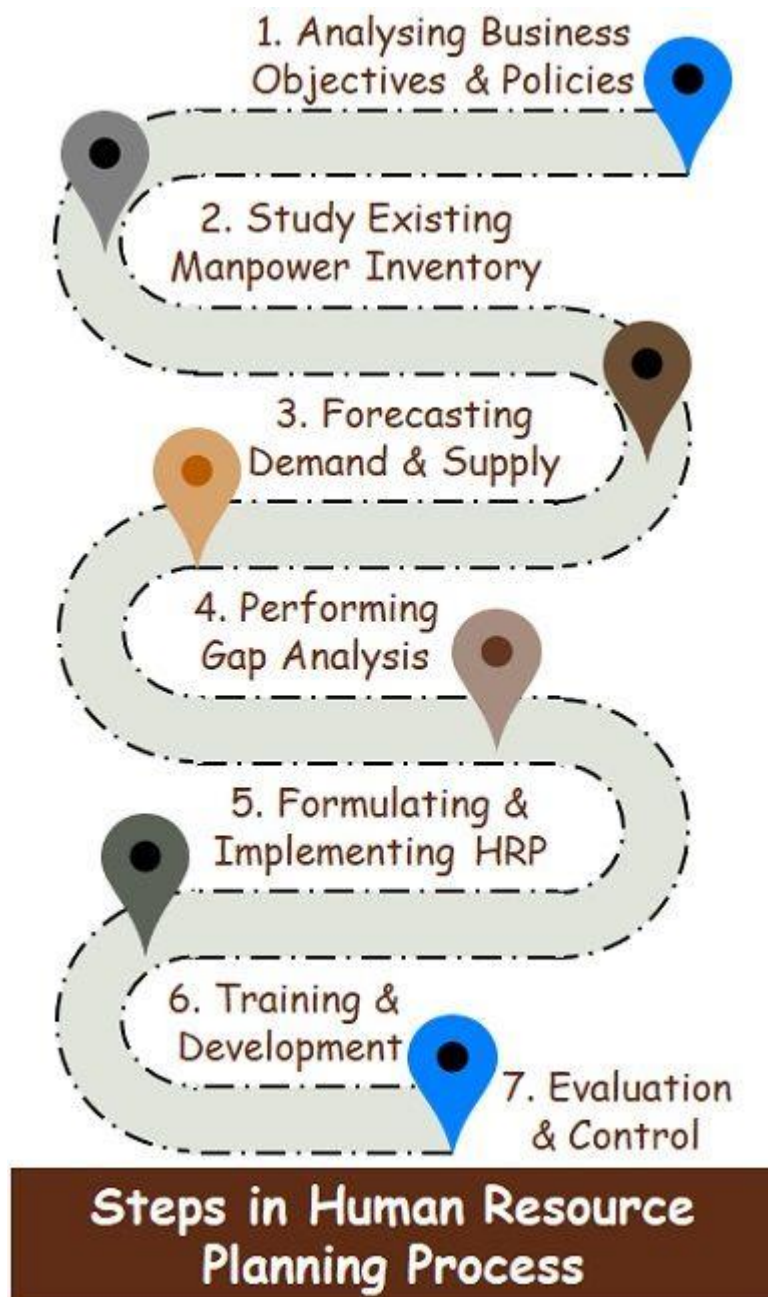 1. Analysing Business
Objectives & Policies
2. Study Existing
Manpower Inventory
3. Forecasting
Demand & Supply
4. Performing
Gap Analysis
5. Formulating &
Implementing HRP
6. Training &
Development
7. Evaluation
& Control
Steps in Human Resource
Planning Process